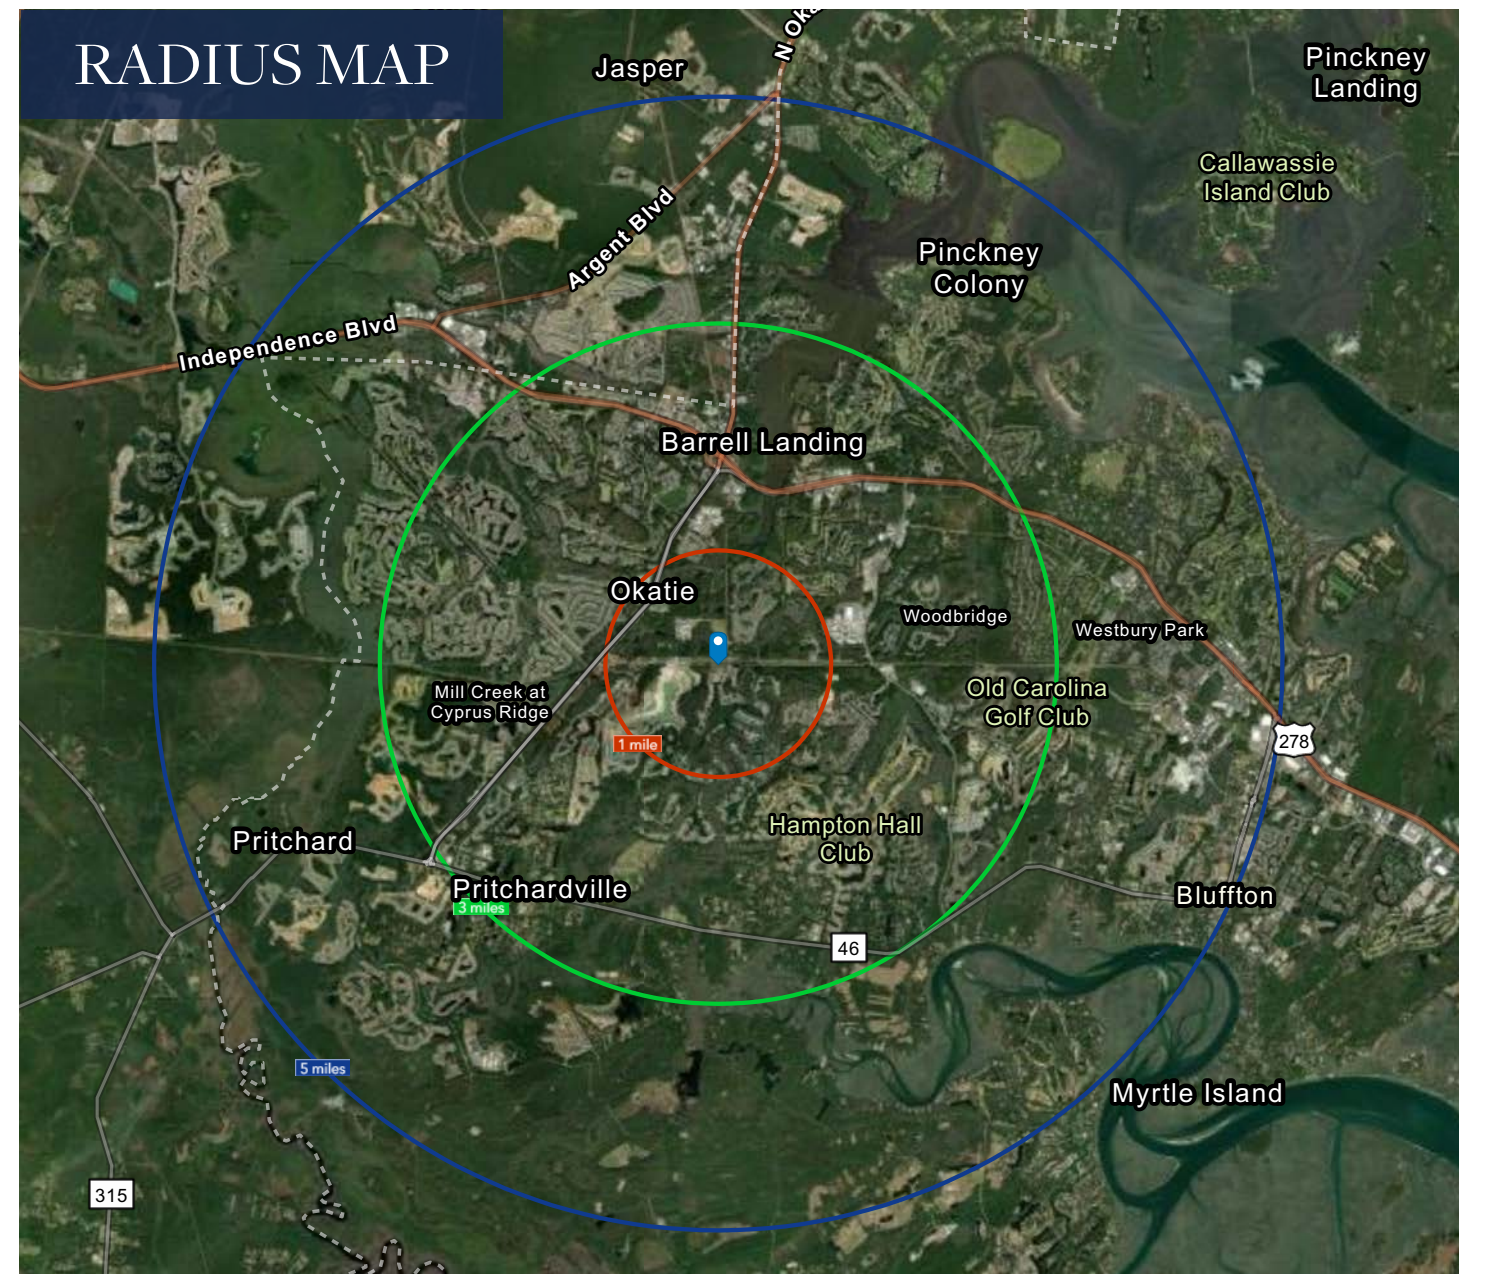 RADIUS MAP
N Oka
Jasper
Pinckney
Landing
Callawassie
Island Club
Argent Blvd
Pinckney
Colony
Independence Blvd
Barrell Landing
Okatie
Woodbridge
Westbury Park
Mill Creek at
Cyprus Ridge
Old Carolina
Golf Club
1 mile
278
Hampton Hall
Club
Pritchard
Pritchardville
3 miles
Bluffton
46
5 miles
Myrtle Island
315